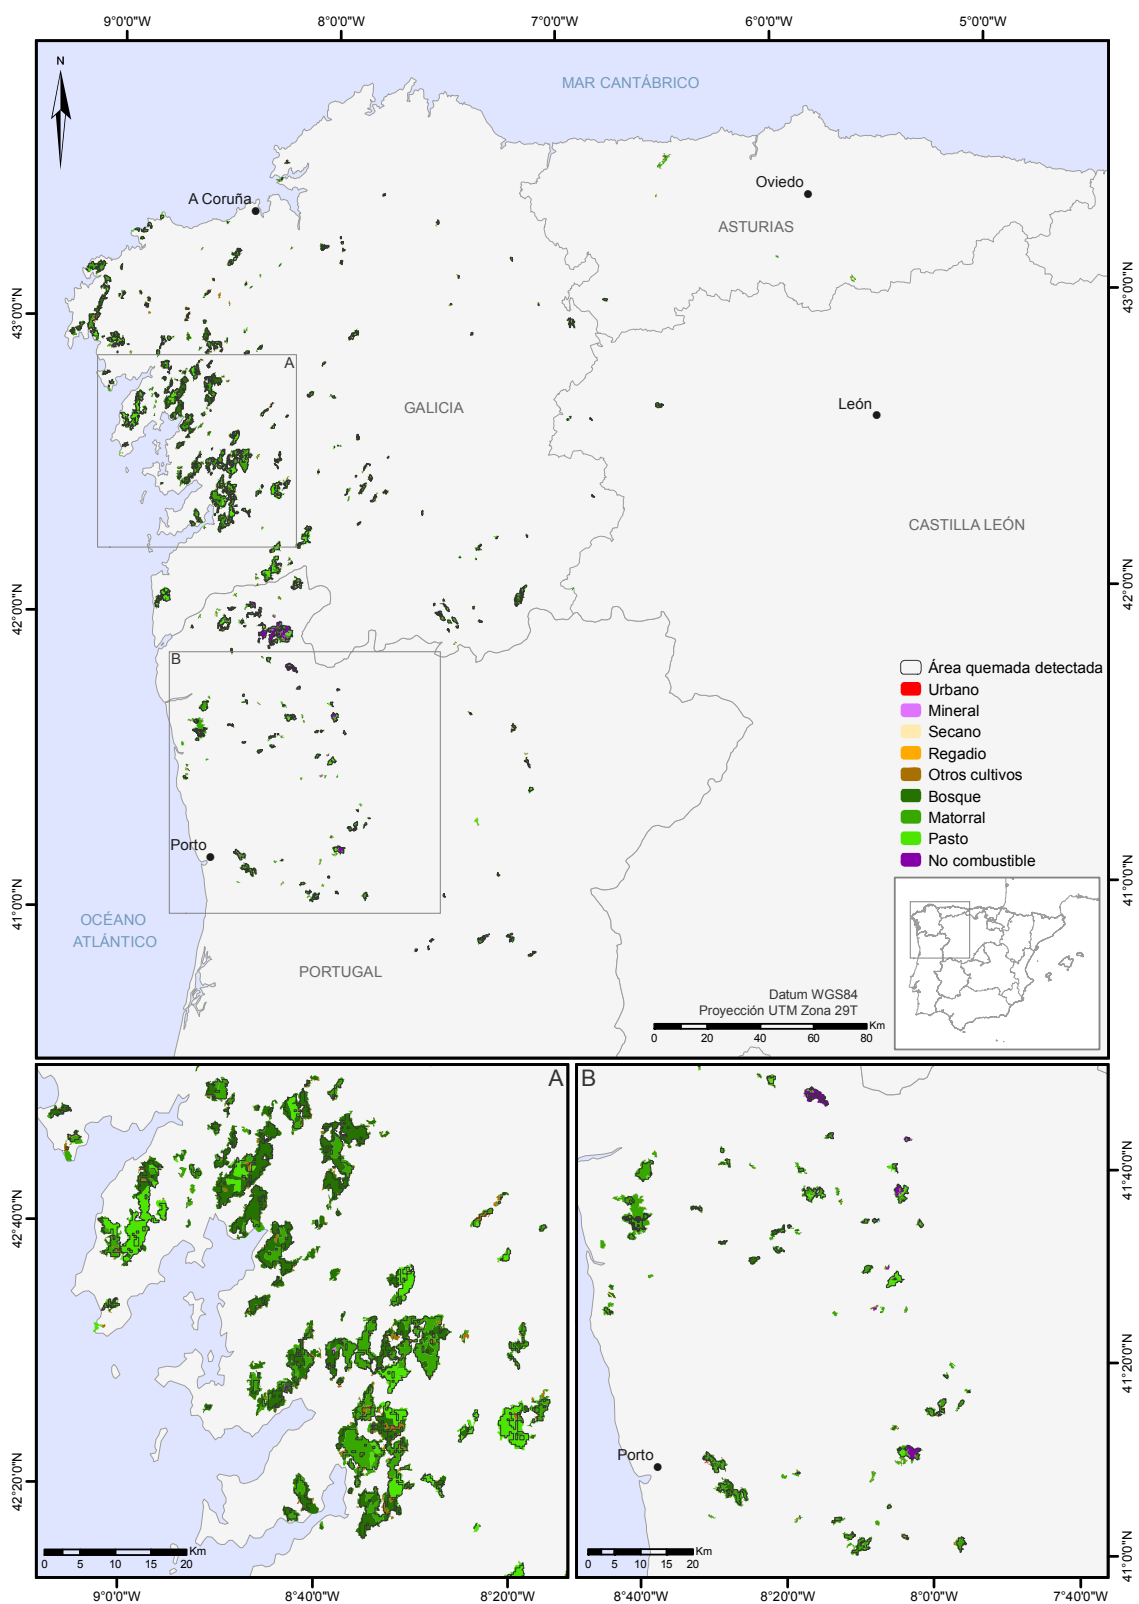 9°0'0"W 8°0'0"W 7°0'0"W 6°0'0"W 5°0'0"W
N
MAR CANTÁBRICO
A Coruña
Oviedo
ASTURIAS
43°0'0"N
43°0'0"N
A
GALICIA
León
CASTILLA LEÓN
42°0'0"N
42°0'0"N
B
Área quemada detectada
Urbano
Mineral
Secano
Regadio
Otros cultivos
Bosque
Matorral
Pasto
No combustible
Porto
41°0'0"N
41°0'0"N
OCÉANO
ATLÁNTICO
PORTUGAL
Datum WGS84
Proyección UTM Zona 29T
Km
0 20 40 60 80
A
42°40'0"N
42°20'0"N
Km
0 5 10 15 20
9°0'0"W 8°40'0"W 8°20'0"W
B
41°40'0"N
41°20'0"N
Porto
41°0'0"N
Km
0 5 10 15 20
8°40'0"W 8°20'0"W 8°0'0"W 7°40'0"W